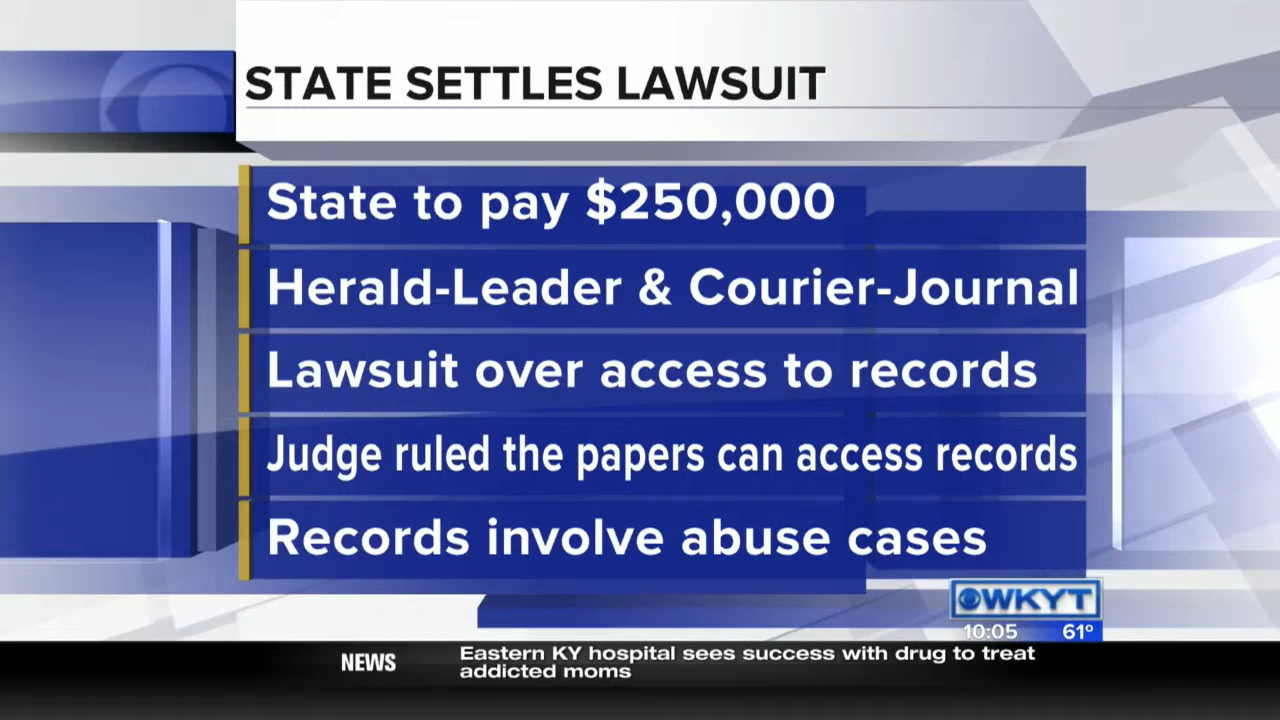 STATE SETTLES LAWSUIT
State to pay $250,000
Herald-Leader & Courier-Journal
Lawsuit over access to records
Judge ruled the papers can access records
Records involve abuse cases
WKYT
10:05 61°
NEWS
Eastern KY hospital sees success with drug to treat
addicted moms